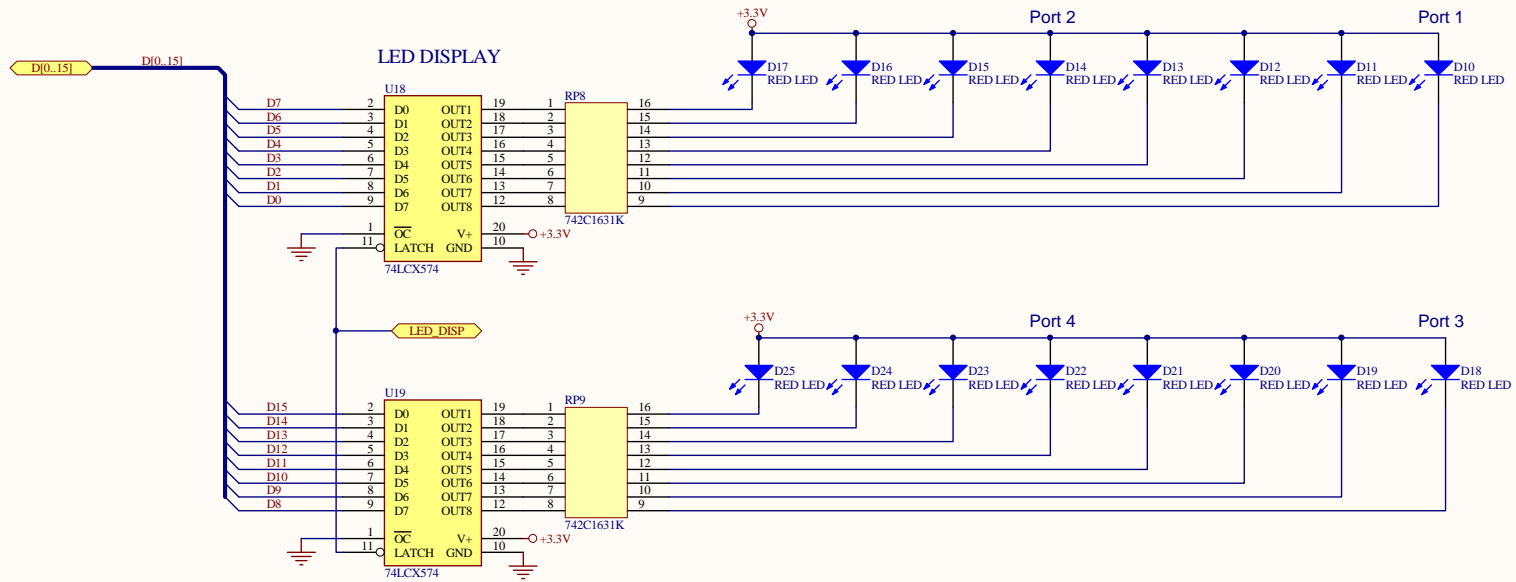 +3.3V Port 2 Port 1
D[0..15] D[0..15] LED DISPLAY
D17 RED LED D16 RED LED D15 RED LED D14 RED LED D13 RED LED D12 RED LED D11 RED LED D10 RED LED
U18 RP8
D7 2 D0 OUT1 19 1 16
D6 3 D1 OUT2 18 2 15
D5 4 D2 OUT3 17 3 14
D4 5 D3 OUT4 16 4 13
D3 6 D4 OUT5 15 5 12
D2 7 D5 OUT6 14 6 11
D1 8 D6 OUT7 13 7 10
D0 9 D7 OUT8 12 8 9
742C1631K
1 OC V+ 20 +3.3V
11 LATCH GND 10
74LCX574
LED_DISP
+3.3V Port 4 Port 3
D25 RED LED D24 RED LED D23 RED LED D22 RED LED D21 RED LED D20 RED LED D19 RED LED D18 RED LED
U19 RP9
D15 2 D0 OUT1 19 1 16
D14 3 D1 OUT2 18 2 15
D13 4 D2 OUT3 17 3 14
D12 5 D3 OUT4 16 4 13
D11 6 D4 OUT5 15 5 12
D10 7 D5 OUT6 14 6 11
D9 8 D6 OUT7 13 7 10
D8 9 D7 OUT8 12 8 9
742C1631K
1 OC V+ 20 +3.3V
11 LATCH GND 10
74LCX574